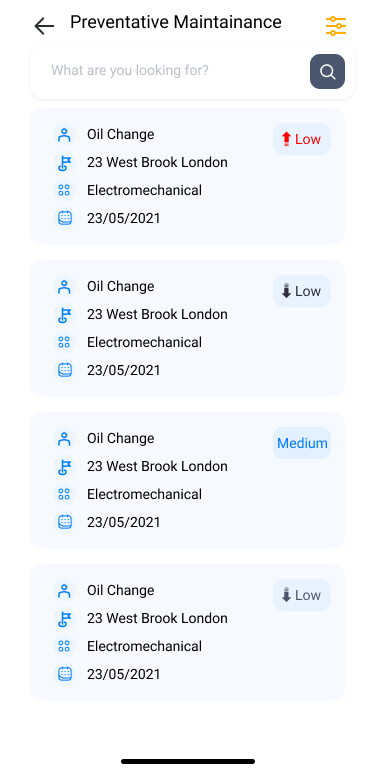 Preventative Maintainance
What are you looking for?
Oil Change
Low
23 West Brook London
Electromechanical
23/05/2021
Oil Change
Low
23 West Brook London
Electromechanical
23/05/2021
Oil Change
Medium
23 West Brook London
Electromechanical
23/05/2021
Oil Change
Low
23 West Brook London
Electromechanical
23/05/2021